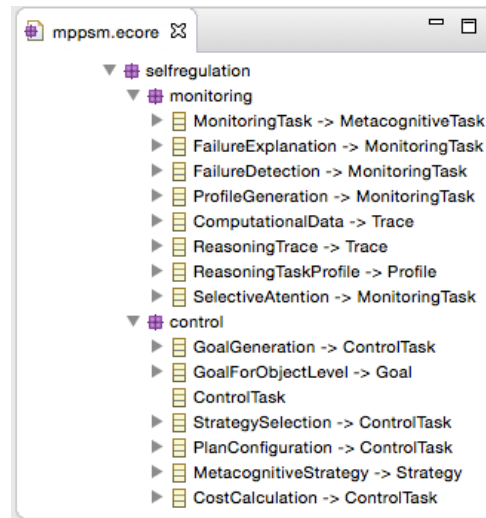 mppsm.ecore
selfregulation
monitoring
MonitoringTask -> MetacognitiveTask
FailureExplanation -> MonitoringTask
FailureDetection -> MonitoringTask
ProfileGeneration -> MonitoringTask
ComputationalData -> Trace
ReasoningTrace -> Trace
ReasoningTaskProfile -> Profile
SelectiveAtention -> MonitoringTask
control
GoalGeneration -> ControlTask
GoalForObjectLevel -> Goal
ControlTask
StrategySelection -> ControlTask
PlanConfiguration -> ControlTask
MetacognitiveStrategy -> Strategy
CostCalculation -> ControlTask